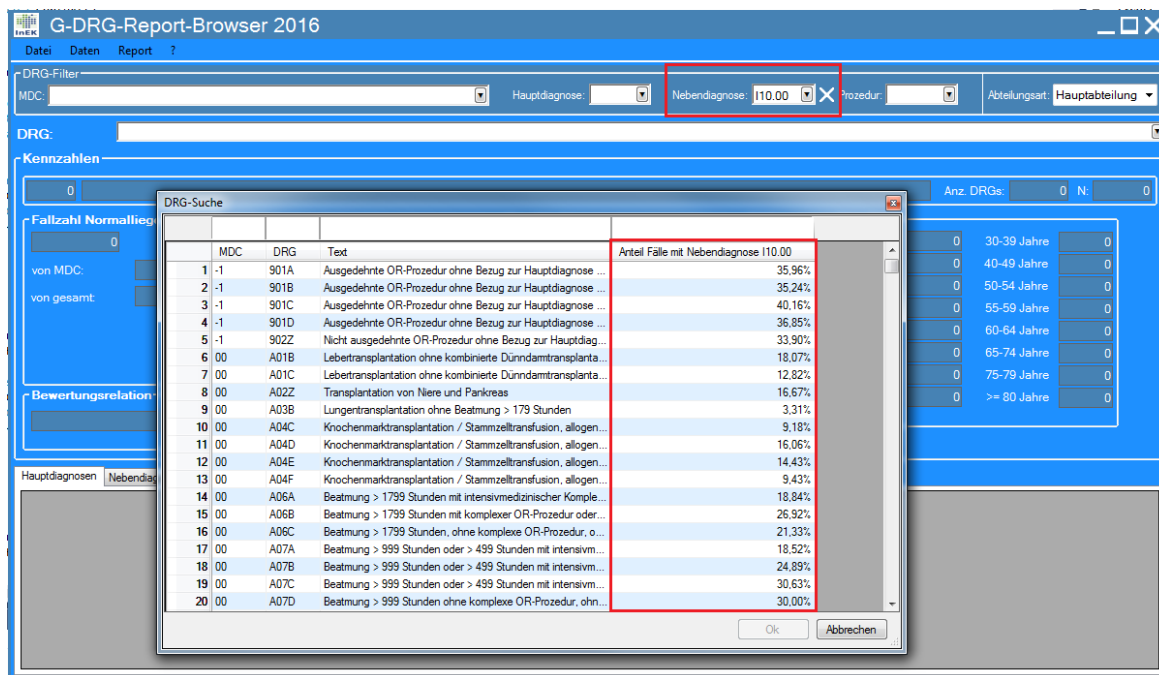 InEK G-DRG-Report-Browser 2016
Datei Daten Report ?
DRG-Filter
MDC: Hauptdiagnose: Nebendiagnose: I10.00 Prozedur: Abteilungsart: Hauptabteilung
DRG:
Kennzahlen
0 Anz. DRGs: 0 N: 0
DRG-Suche
Fallzahl Normallieg
0 0 30-39 Jahre 0
von MDC: 0 40-49 Jahre 0
von gesamt: 0 50-54 Jahre 0
0 55-59 Jahre 0
0 60-64 Jahre 0
0 65-74 Jahre 0
0 75-79 Jahre 0
Bewertungsrelation 0 >= 80 Jahre 0
Hauptdiagnosen Nebendiag
MDC DRG Text Anteil Fälle mit Nebendiagnose I10.00
1 -1 901A Ausgedehnte OR-Prozedur ohne Bezug zur Hauptdiagnose ... 35,96%
2 -1 901B Ausgedehnte OR-Prozedur ohne Bezug zur Hauptdiagnose ... 35,24%
3 -1 901C Ausgedehnte OR-Prozedur ohne Bezug zur Hauptdiagnose ... 40,16%
4 -1 901D Ausgedehnte OR-Prozedur ohne Bezug zur Hauptdiagnose ... 36,85%
5 -1 902Z Nicht ausgedehnte OR-Prozedur ohne Bezug zur Hauptdiag... 33,90%
6 00 A01B Lebertransplantation ohne kombinierte Dünndarmtransplanta... 18,07%
7 00 A01C Lebertransplantation ohne kombinierte Dünndarmtransplanta... 12,82%
8 00 A02Z Transplantation von Niere und Pankreas 16,67%
9 00 A03B Lungentransplantation ohne Beatmung > 179 Stunden 3,31%
10 00 A04C Knochenmarktransplantation / Stammzelltransfusion, allogen... 9,18%
11 00 A04D Knochenmarktransplantation / Stammzelltransfusion, allogen... 16,06%
12 00 A04E Knochenmarktransplantation / Stammzelltransfusion, allogen... 14,43%
13 00 A04F Knochenmarktransplantation / Stammzelltransfusion, allogen... 9,43%
14 00 A06A Beatmung > 1799 Stunden mit intensivmedizinischer Komple... 18,84%
15 00 A06B Beatmung > 1799 Stunden mit komplexer OR-Prozedur oder... 26,92%
16 00 A06C Beatmung > 1799 Stunden, ohne komplexe OR-Prozedur, o... 21,33%
17 00 A07A Beatmung > 999 Stunden oder > 499 Stunden mit intensivm... 18,52%
18 00 A07B Beatmung > 999 Stunden oder > 499 Stunden mit intensivm... 24,89%
19 00 A07C Beatmung > 999 Stunden oder > 499 Stunden mit intensivm... 30,63%
20 00 A07D Beatmung > 999 Stunden ohne komplexe OR-Prozedur, ohn... 30,00%
Ok Abbrechen